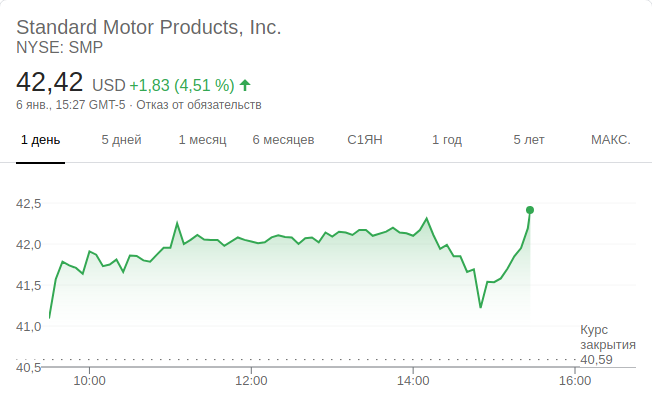 Standard Motor Products, Inc.
NYSE: SMP
42,42 USD +1,83 (4,51 %)
6 янв., 15:27 GMT-5 · Отказ от обязательств
1 день 5 дней 1 месяц 6 месяцев С1ЯН 1 год 5 лет МАКС.
42,5
42,0
41,5
41,0
Курс
закрытия
40,59
40,5
10:00 12:00 14:00 16:00